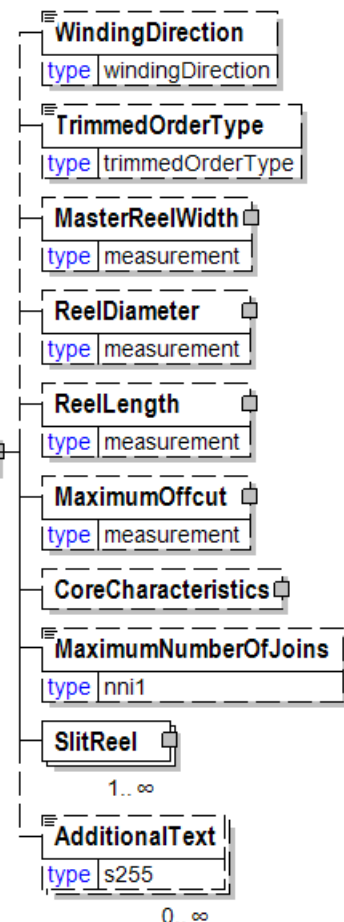 WindingDirection
type windingDirection
TrimmedOrderType
type trimmedOrderType
MasterReelWidth
type measurement
ReelDiameter
type measurement
ReelLength
type measurement
MaximumOffcut
type measurement
CoreCharacteristics
MaximumNumberOfJoins
type nni1
SlitReel
1.. ∞
AdditionalText
type s255
0.. ∞